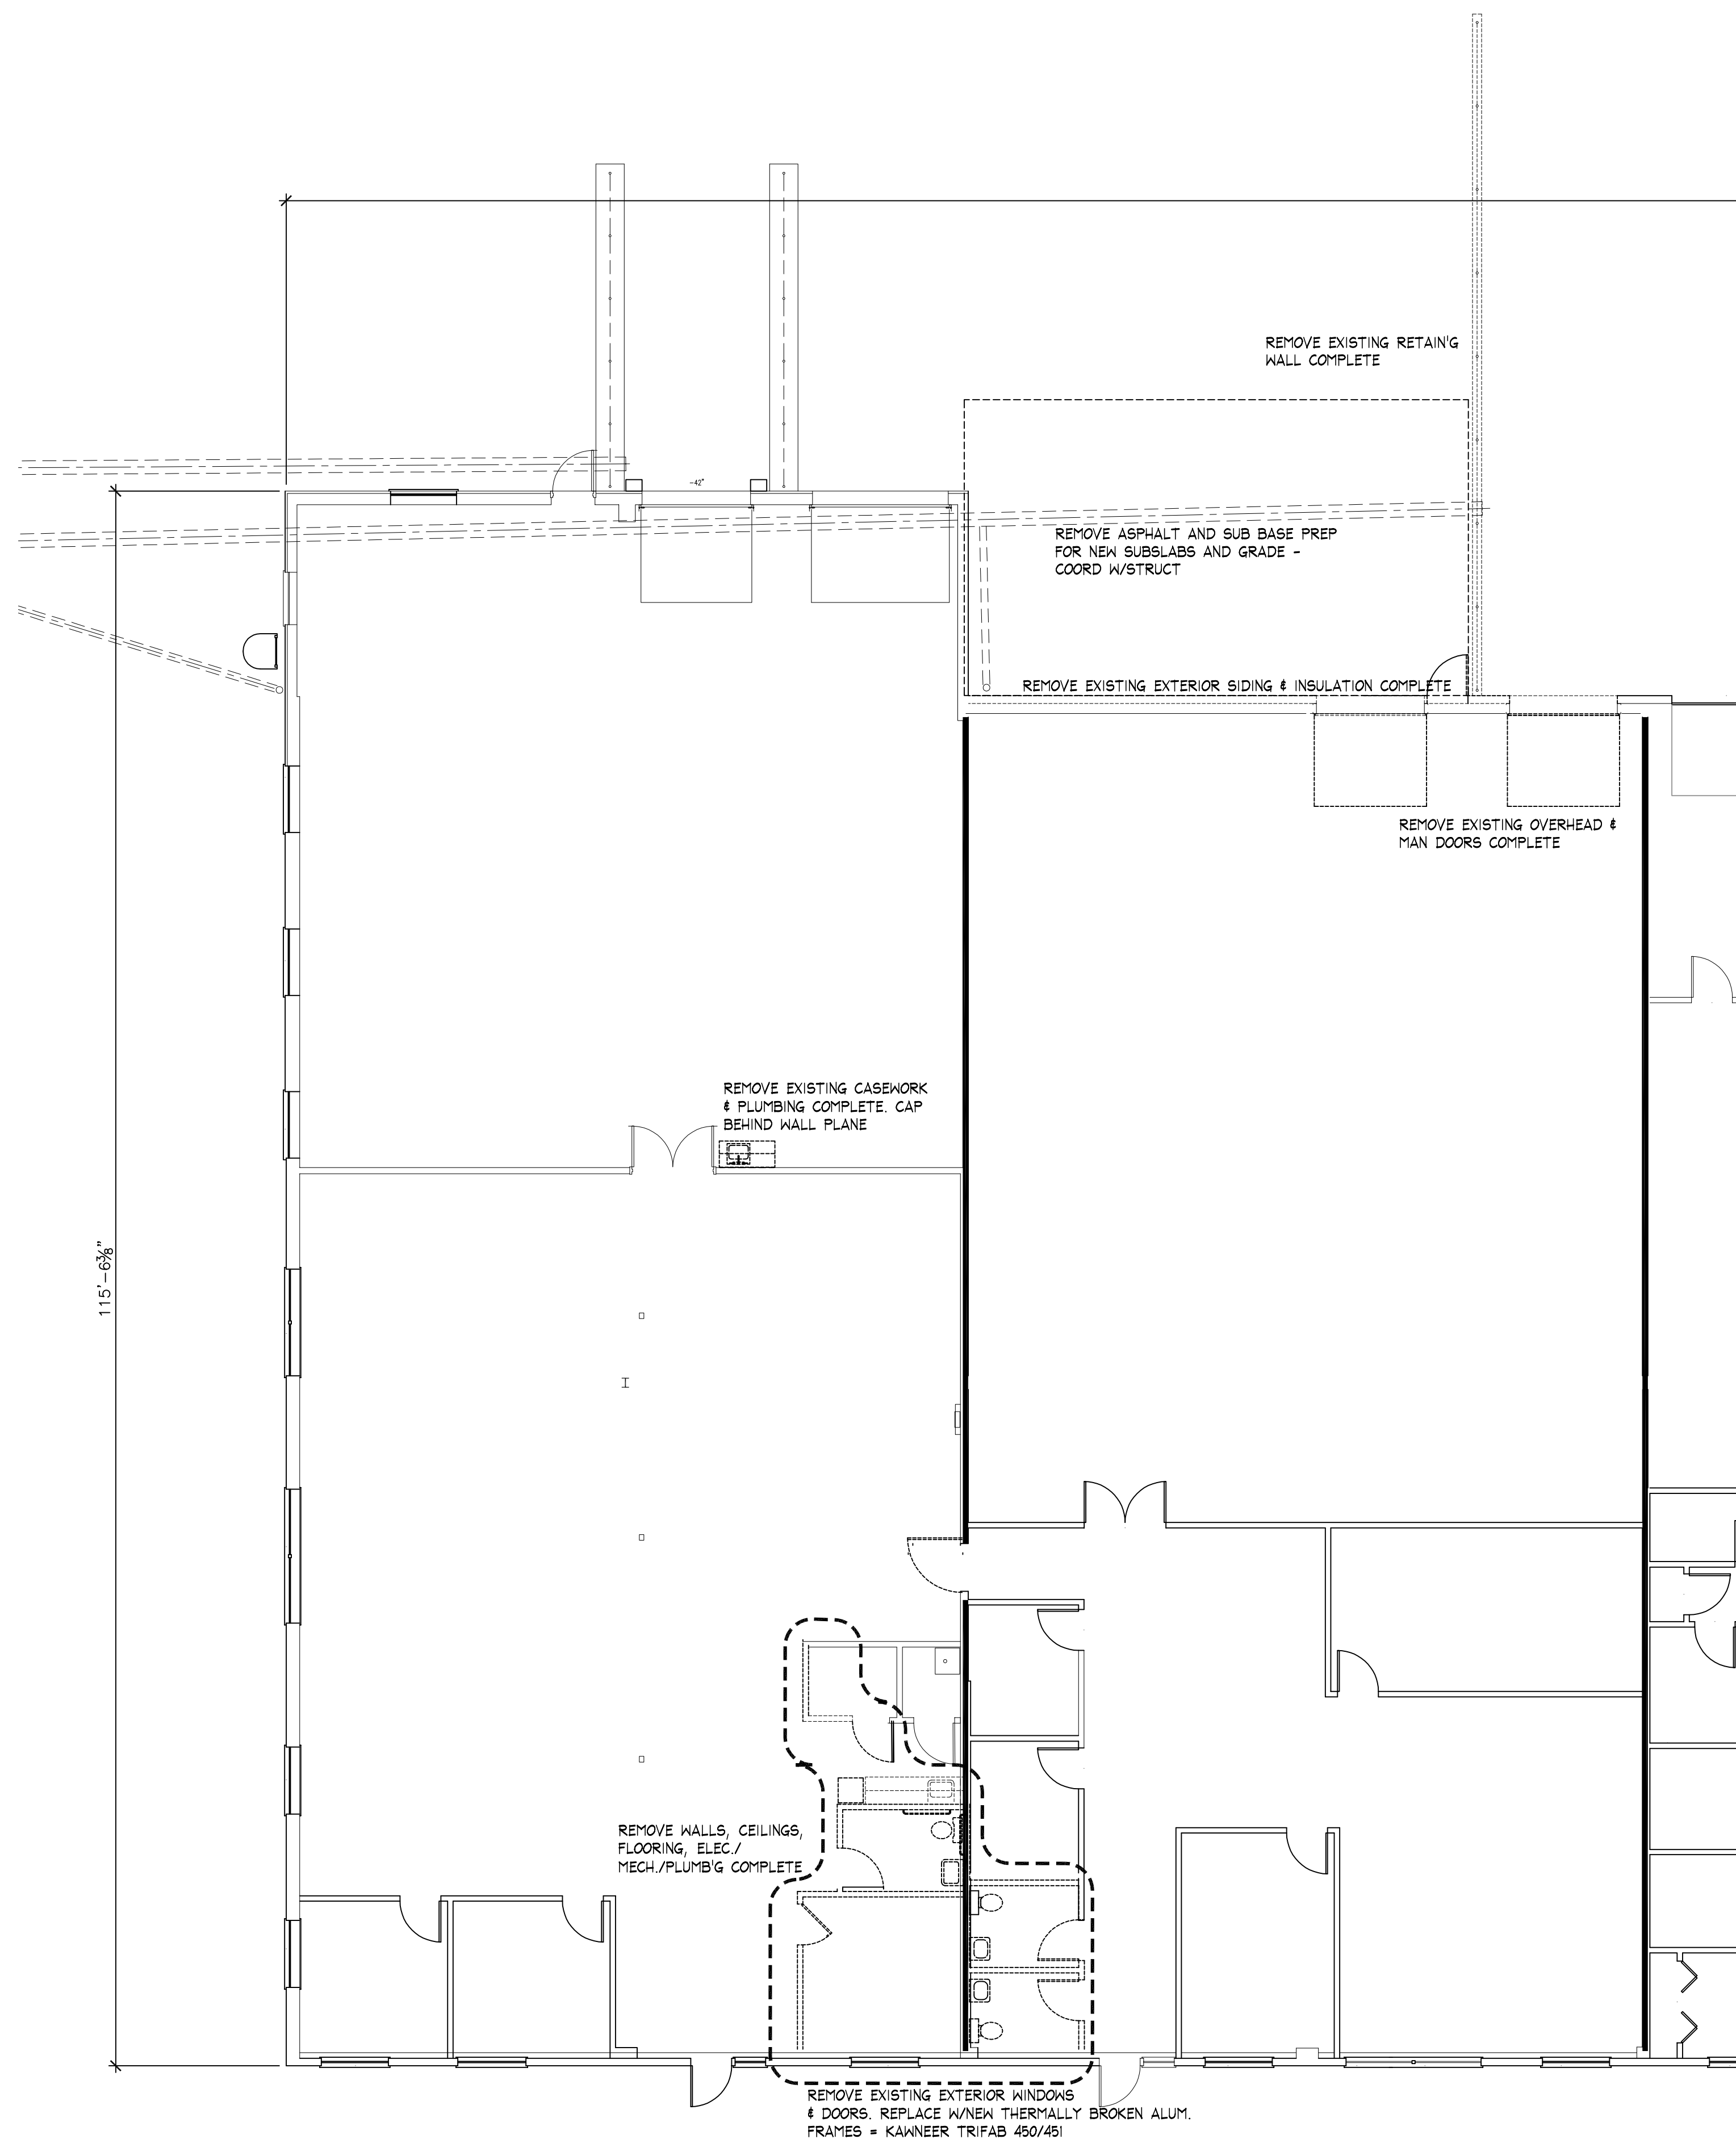 REMOVE EXISTING RETAIN'G
WALL COMPLETE
-42"
REMOVE ASPHALT AND SUB BASE PREP
FOR NEW SUBSLABS AND GRADE -
COORD W/STRUCT
REMOVE EXISTING EXTERIOR SIDING & INSULATION COMPLETE
REMOVE EXISTING OVERHEAD &
MAN DOORS COMPLETE
REMOVE EXISTING CASEWORK
& PLUMBING COMPLETE. CAP
BEHIND WALL PLANE
115'-6⅜"
REMOVE WALLS, CEILINGS,
FLOORING, ELEC./
MECH./PLUMB'G COMPLETE
REMOVE EXISTING EXTERIOR WINDOWS
& DOORS. REPLACE W/NEW THERMALLY BROKEN ALUM.
FRAMES = KAWNEER TRIFAB 450/451